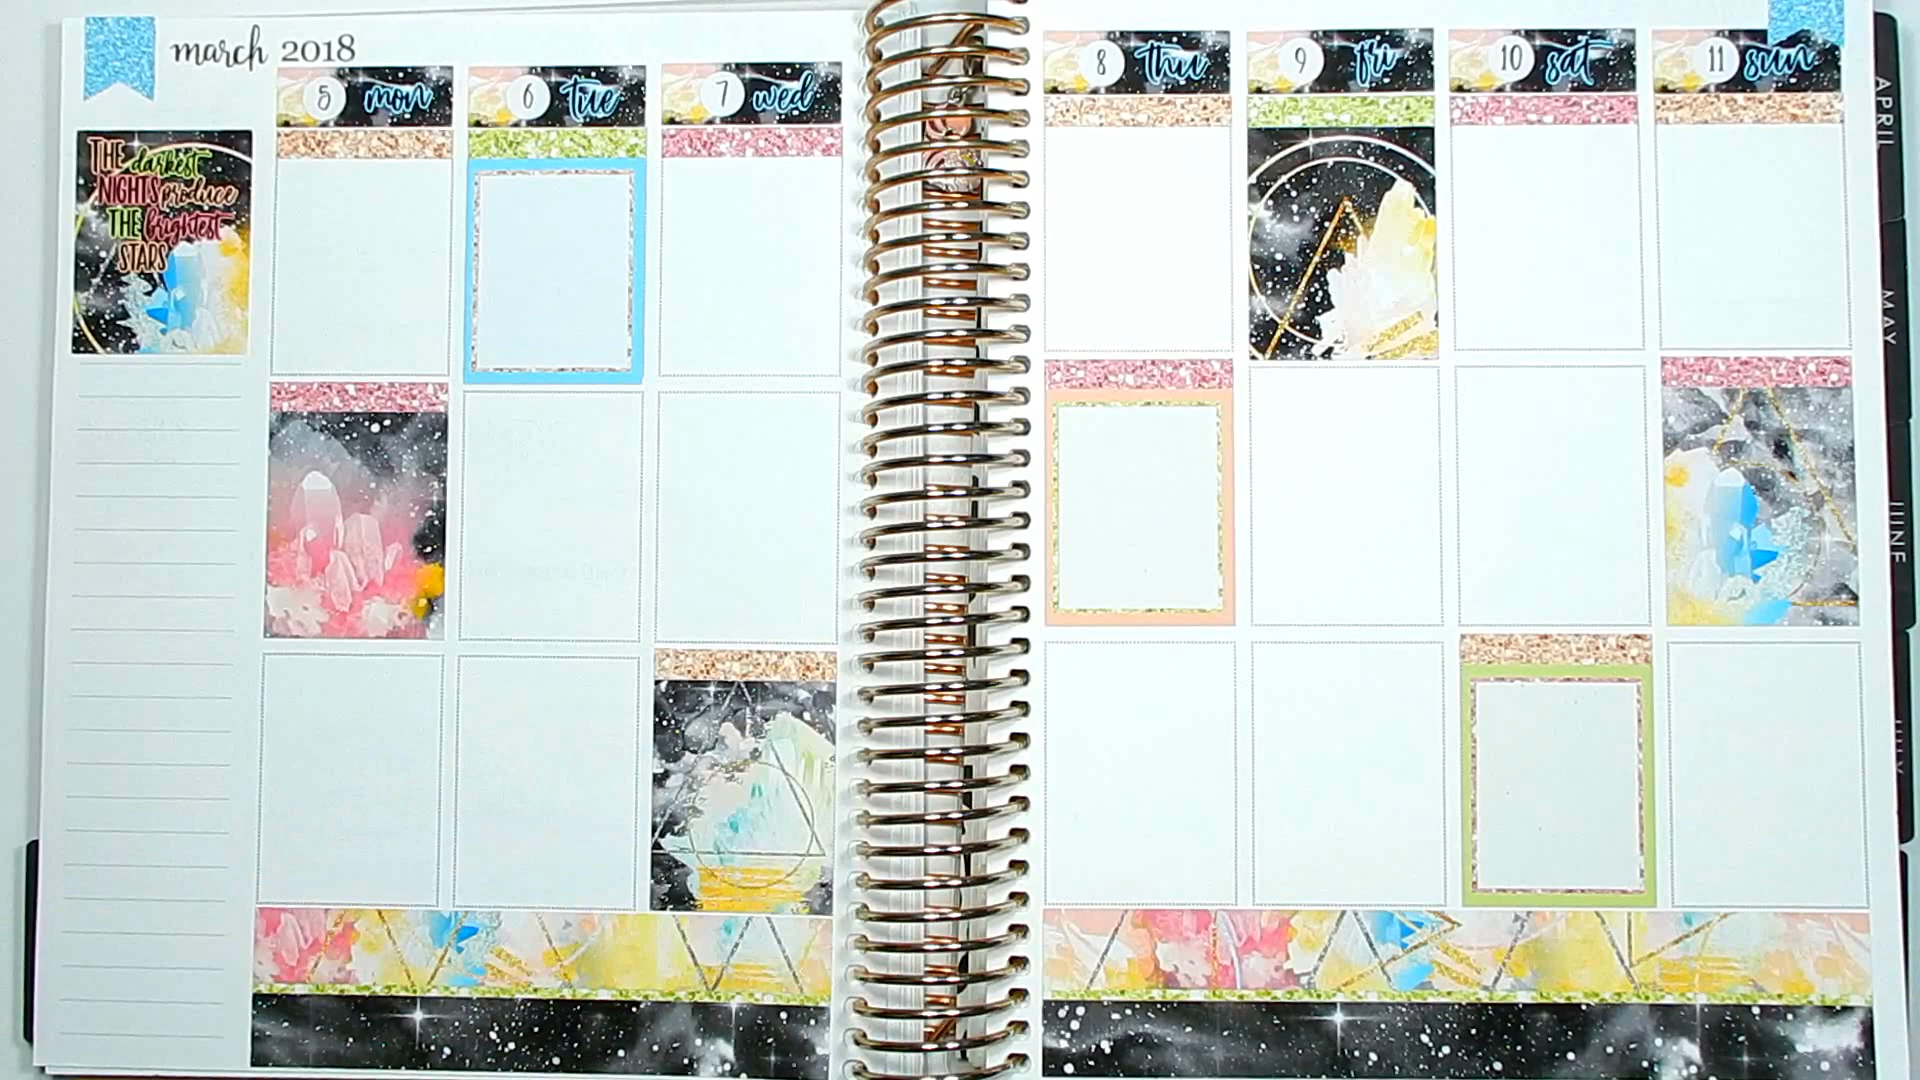 march 2018
5 mon
6 tue
7 wed
8 thu
9 fri
10 sat
11 sun
THE darkest
NIGHTS produce
THE brightest
STARS
APRIL
MAY
JUNE
JULY